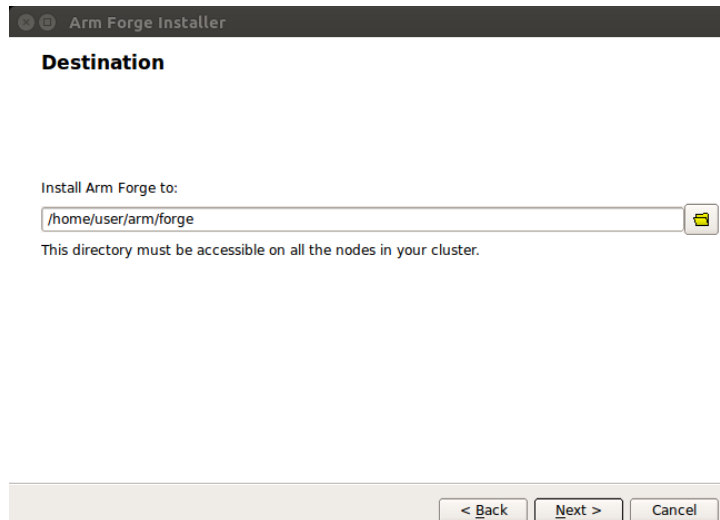 Arm Forge Installer
Destination
Install Arm Forge to:
/home/user/arm/forge
This directory must be accessible on all the nodes in your cluster.
< Back Next > Cancel